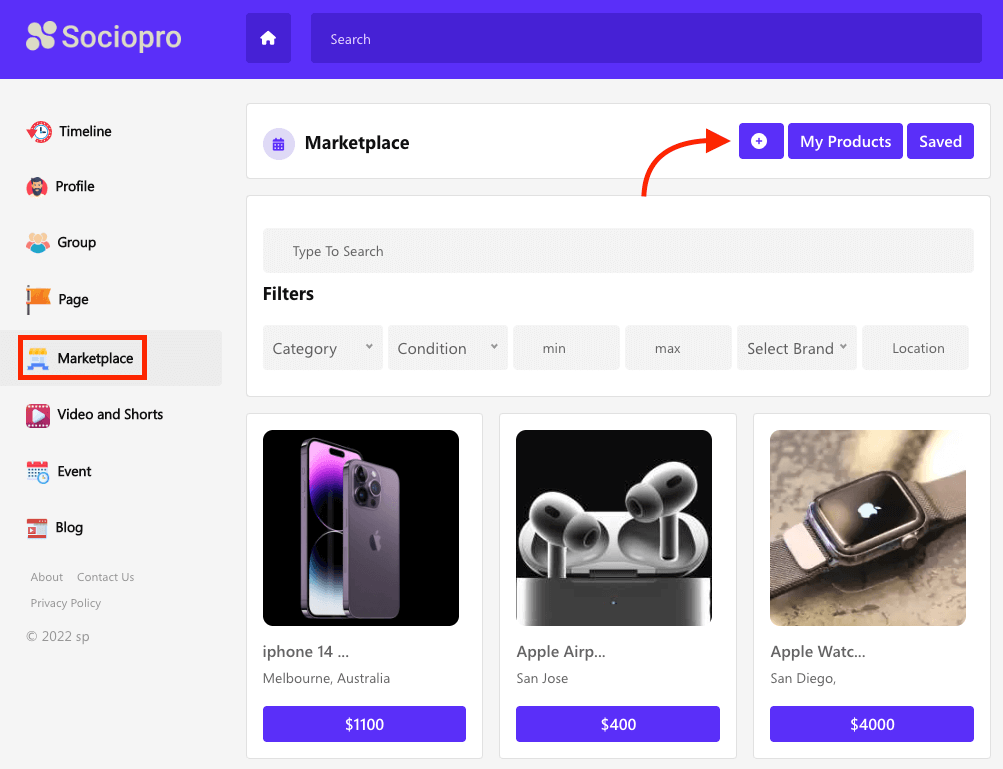 Sociopro
Search
Timeline
Profile
Group
Page
Marketplace
Video and Shorts
Event
Blog
About Contact Us
Privacy Policy
© 2022 sp
Marketplace
My Products Saved
Type To Search
Filters
Category Condition min max Select Brand Location
iphone 14 ...
Melbourne, Australia
$1100
Apple Airp...
San Jose
$400
Apple Watc...
San Diego,
$4000